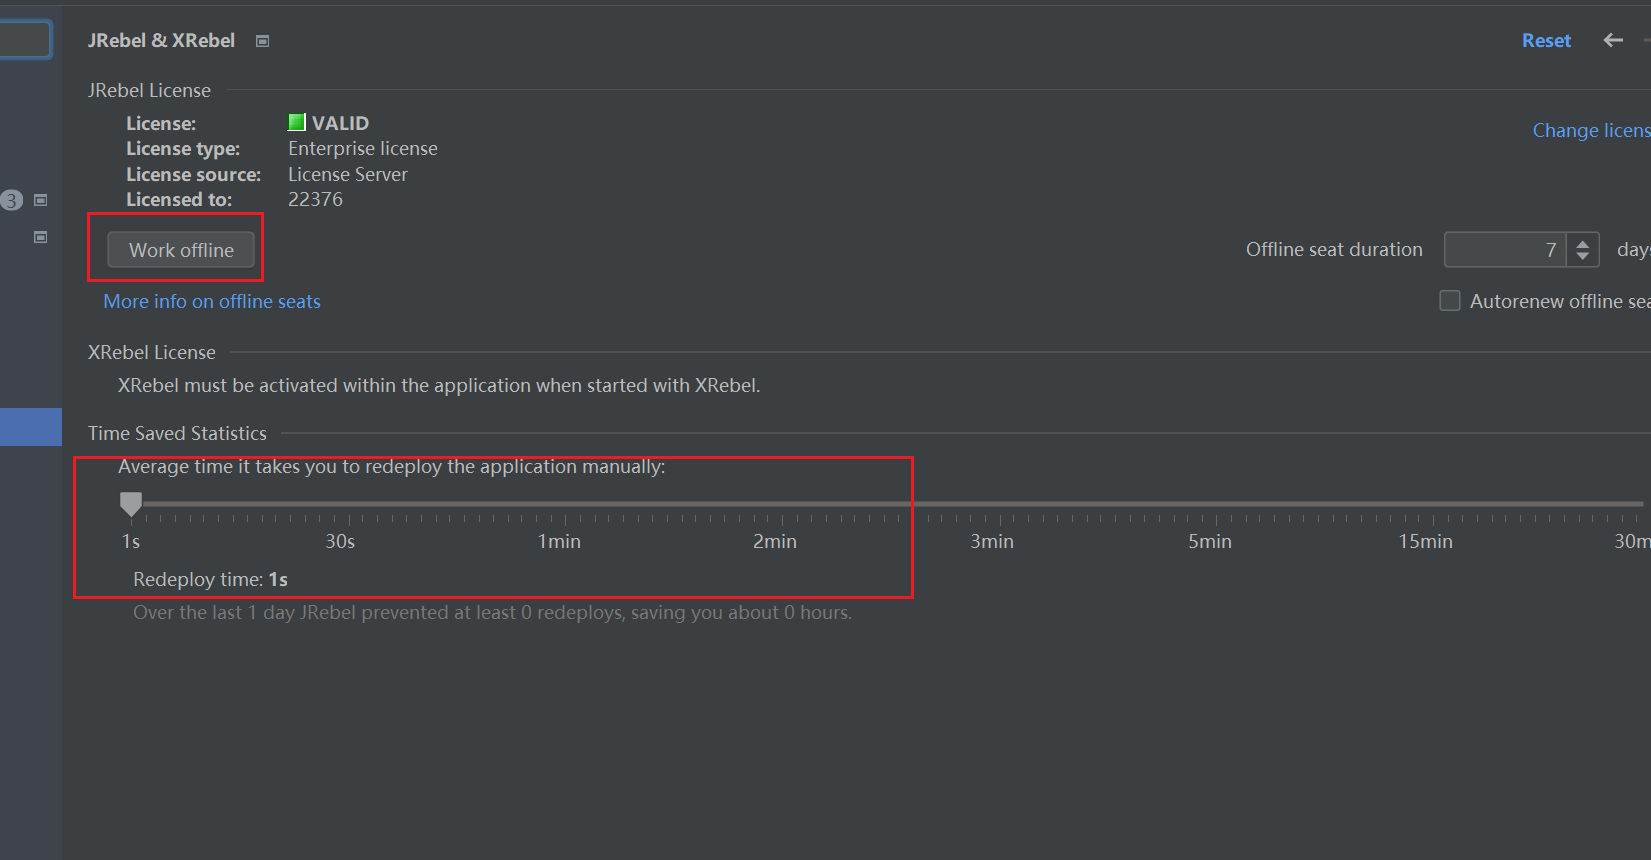 JRebel & XRebel
Reset
JRebel License
License: VALID
Change licens
License type: Enterprise license
License source: License Server
3
Licensed to: 22376
Work offline
Offline seat duration 7 days
More info on offline seats
Autorenew offline sea
XRebel License
XRebel must be activated within the application when started with XRebel.
Time Saved Statistics
Average time it takes you to redeploy the application manually:
1s 30s 1min 2min 3min 5min 15min 30m
Redeploy time: 1s
Over the last 1 day JRebel prevented at least 0 redeploys, saving you about 0 hours.